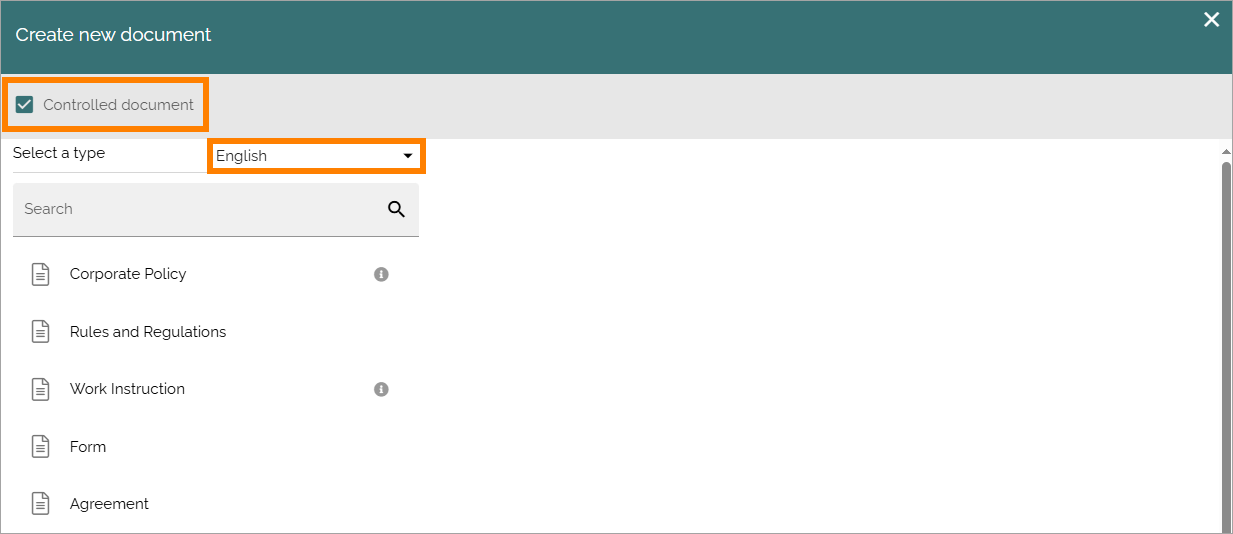 Create new document
Controlled document
Select a type
English
Search
Corporate Policy
Rules and Regulations
Work Instruction
Form
Agreement